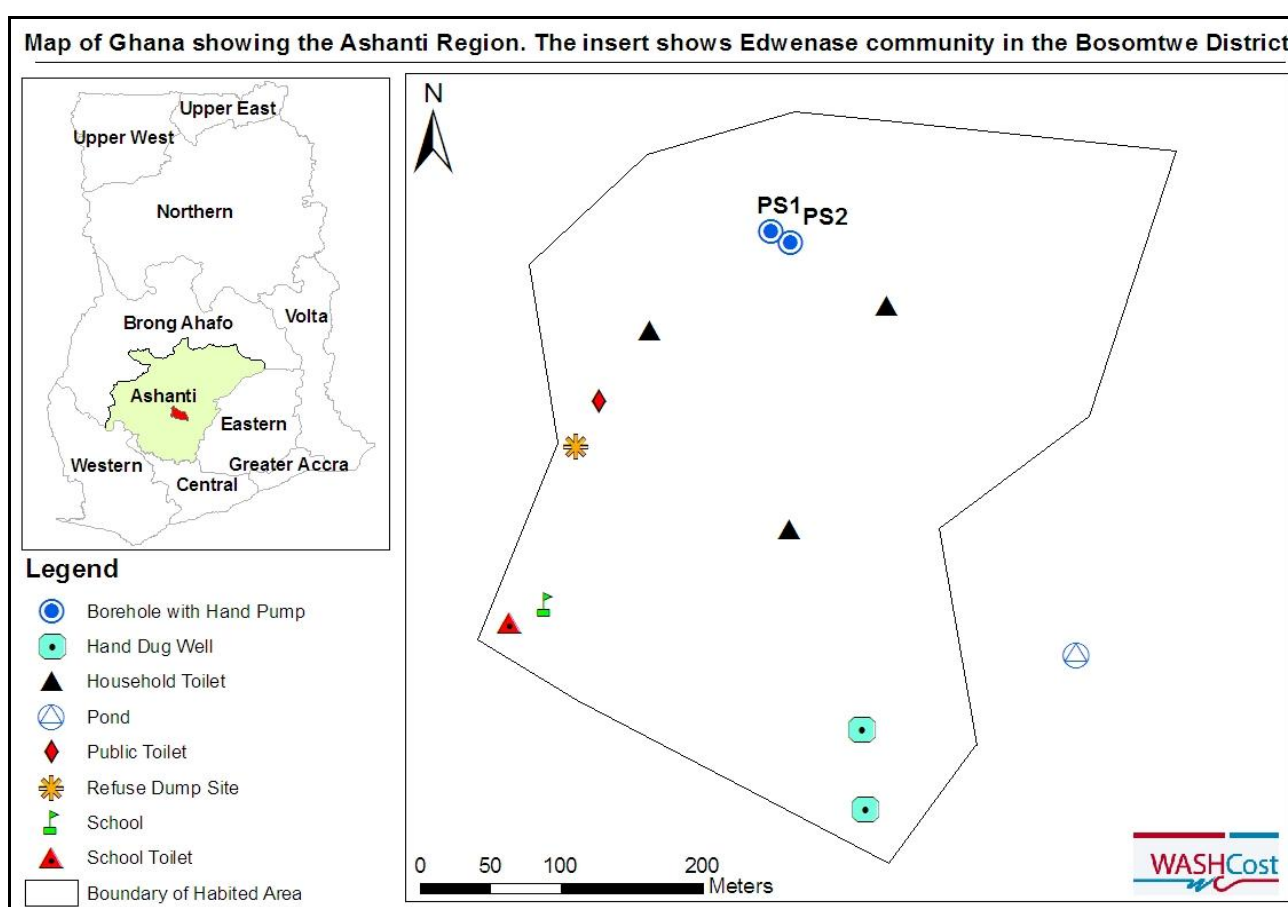 Map of Ghana showing the Ashanti Region. The insert shows Edwenase community in the Bosomtwe District
Upper East
Upper West
Northern
Brong Ahafo
Volta
Ashanti
Eastern
Western
Greater Accra
Central
N
PS1
PS2
Legend
Borehole with Hand Pump
Hand Dug Well
Household Toilet
Pond
Public Toilet
Refuse Dump Site
School
School Toilet
Boundary of Habited Area
0 50 100 200
Meters
WASHCost